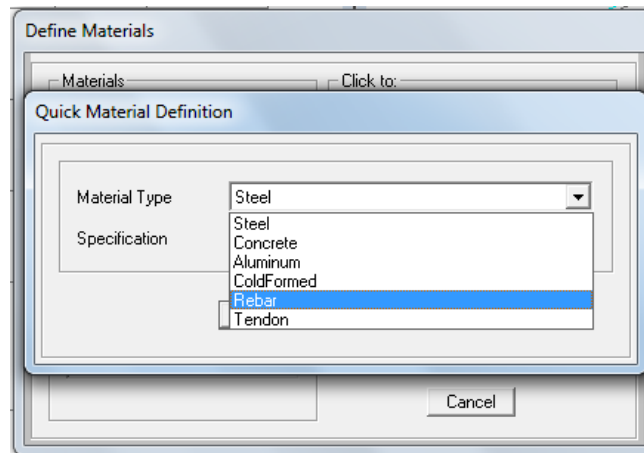 Define Materials
Materials
Click to:
Quick Material Definition
Material Type
Steel
Specification
Steel
Concrete
Aluminum
ColdFormed
Rebar
Tendon
Cancel